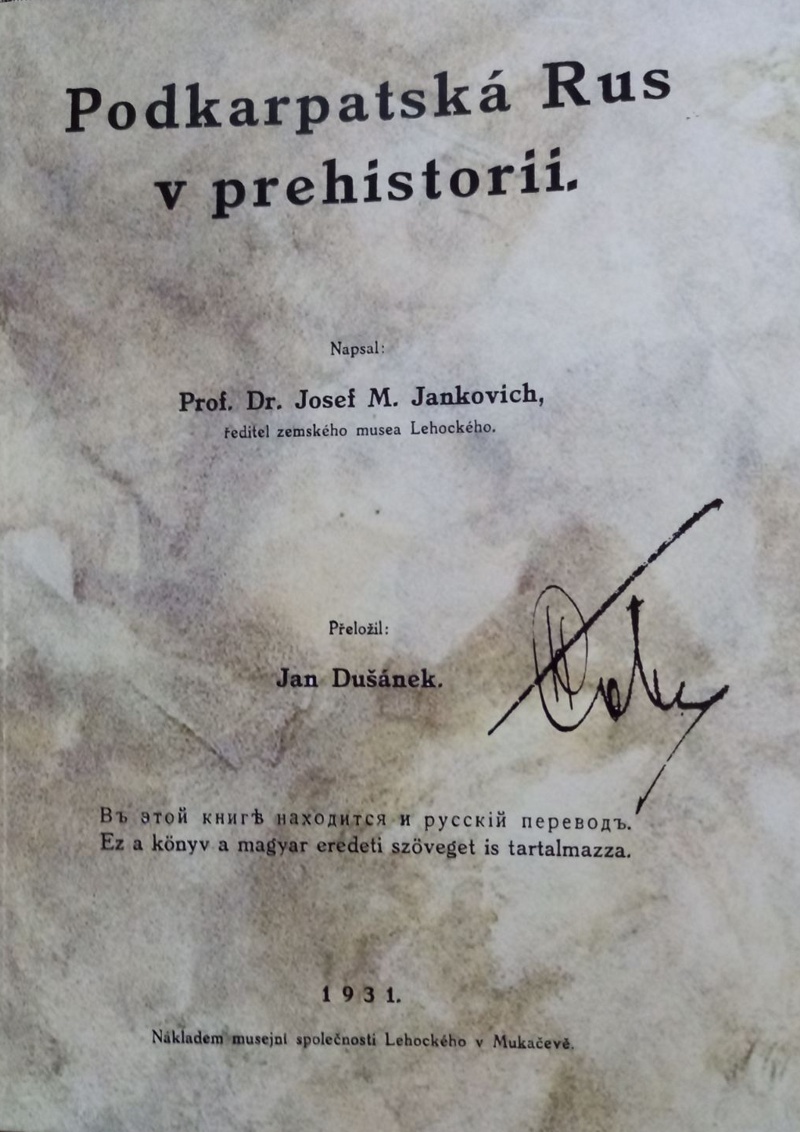 Podkarpatská Rus
v prehistorii.
Napsal:
Prof. Dr. Josef M. Jankovich,
ředitel zemského musea Lehockého.
Přeložil:
Jan Dušánek.
Въ этой книгѣ находится и русскій переводъ.
Ez a könyv a magyar eredeti szöveget is tartalmazza.
1931.
Nákladem musejní společnosti Lehockého v Mukačevě.